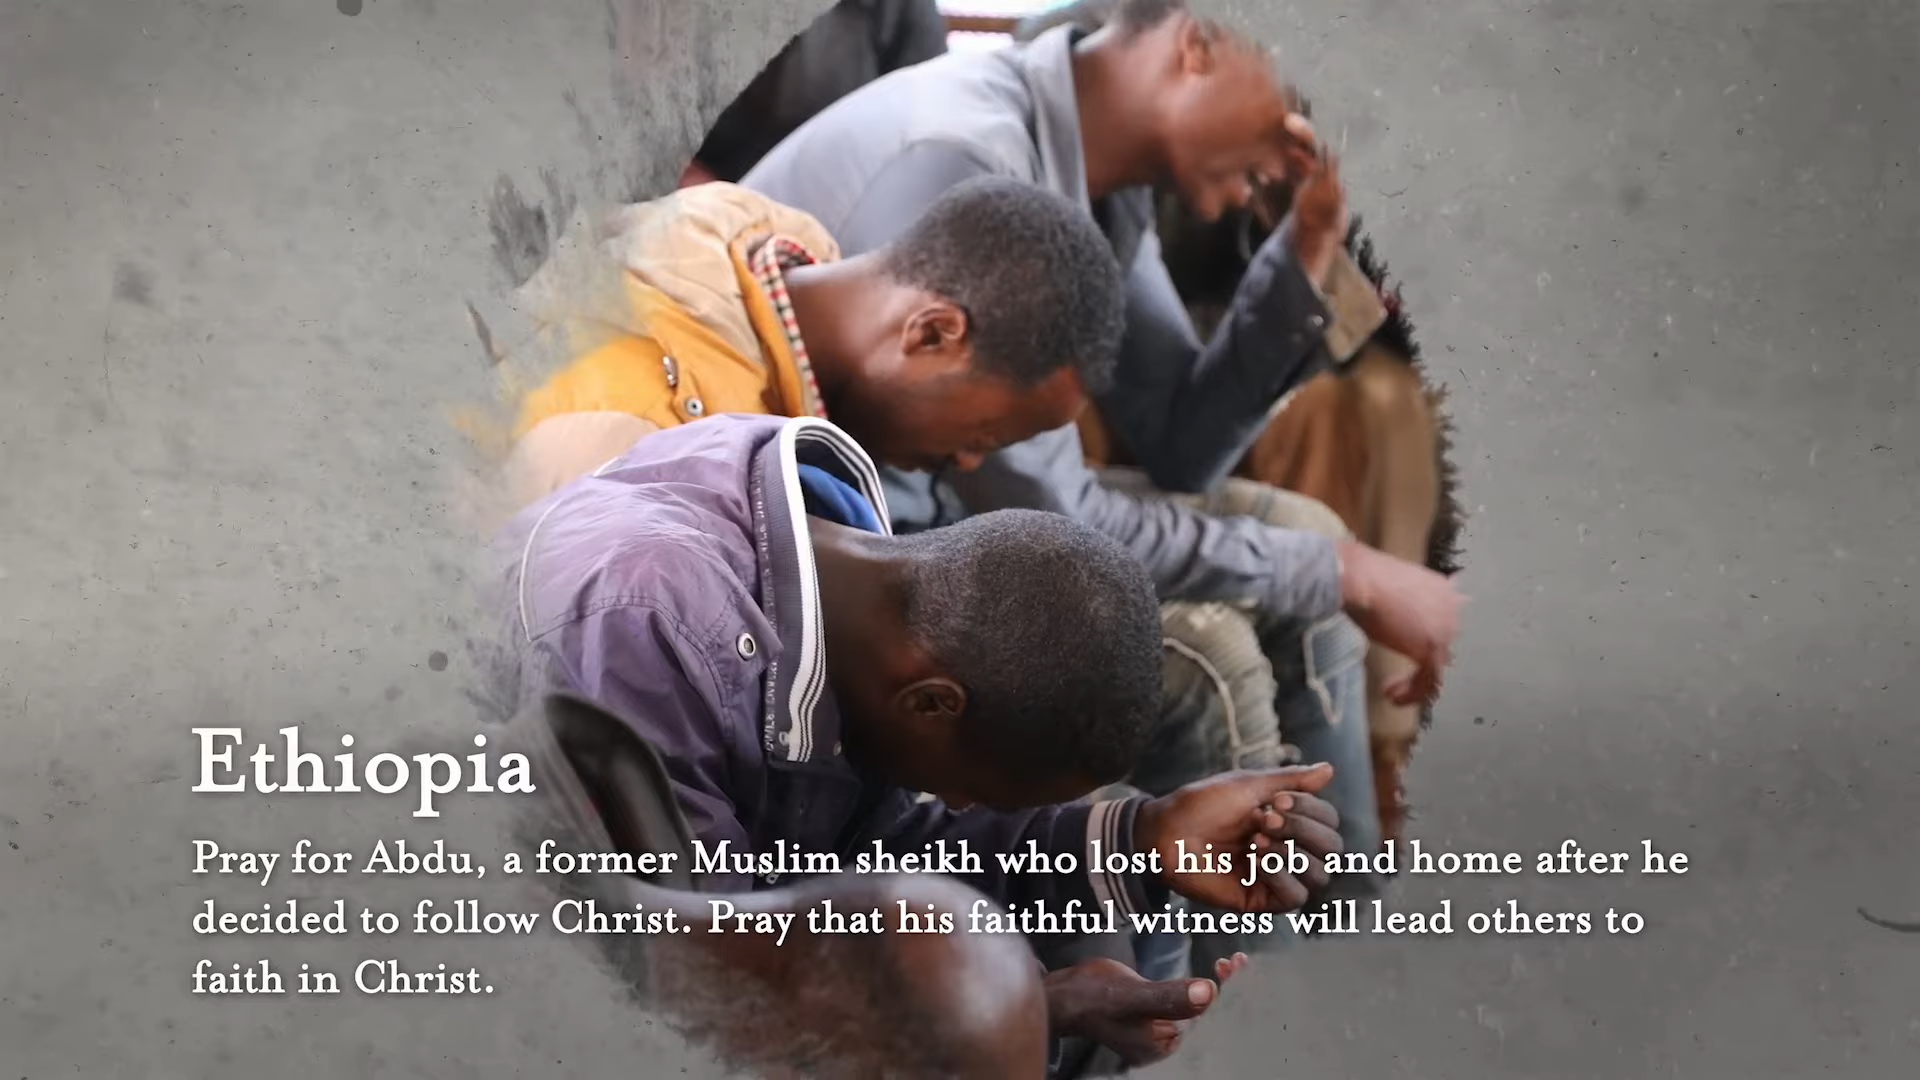 Ethiopia
Pray for Abdu, a former Muslim sheikh who lost his job and home after he
decided to follow Christ. Pray that his faithful witness will lead others to
faith in Christ.